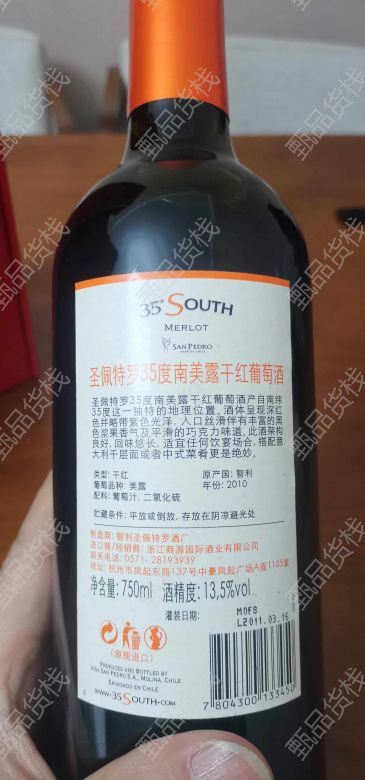 35° SOUTH
MERLOT
SAN PEDRO
WINE OF CHILE
圣佩特罗35度南美露干红葡萄酒
圣佩特罗35度南美露干红葡萄酒产自南纬
35度这一独特的地理位置。酒体呈现深红
色并略带紫色光泽，入口丝滑伴有丰富的黑
色浆果香气及平滑的巧克力味道，此酒架构
良好，回味悠长，适宜任何饮宴场合，搭配意
大利千层面或者中式菜肴更是绝妙。
类型: 干红 原产国: 智利
葡萄品种: 美露 年份: 2010
配料: 葡萄汁, 二氧化硫
贮藏条件: 平放或倒放, 存放在阴凉避光处
制造商: 智利圣佩特罗酒厂
进口商/经销商: 浙江商源国际酒业有限公司
联系电话: 0571-28193939
地址: 杭州市凤起东路137号中豪凤起广场A座1105室
净含量: 750ml 酒精度: 13,5%vol
灌装日期: M0F8
L2011.03.16
(原瓶进口)
PRODUCED AND BOTTLED BY
VIÑA SAN PEDRO S.A., MOLINA, CHILE
ENVASADO EN CHILE
WWW.35SOUTH.COM
7 804300 133450
甄品货栈